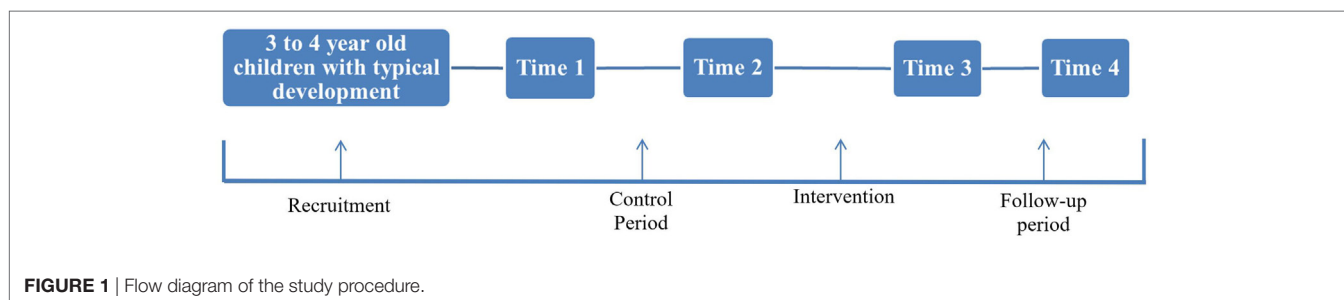 3 to 4 year old
children with typical
development
Time 1
Time 2
Time 3
Time 4
Recruitment
Control
Period
Intervention
Follow-up
period
FIGURE 1 | Flow diagram of the study procedure.